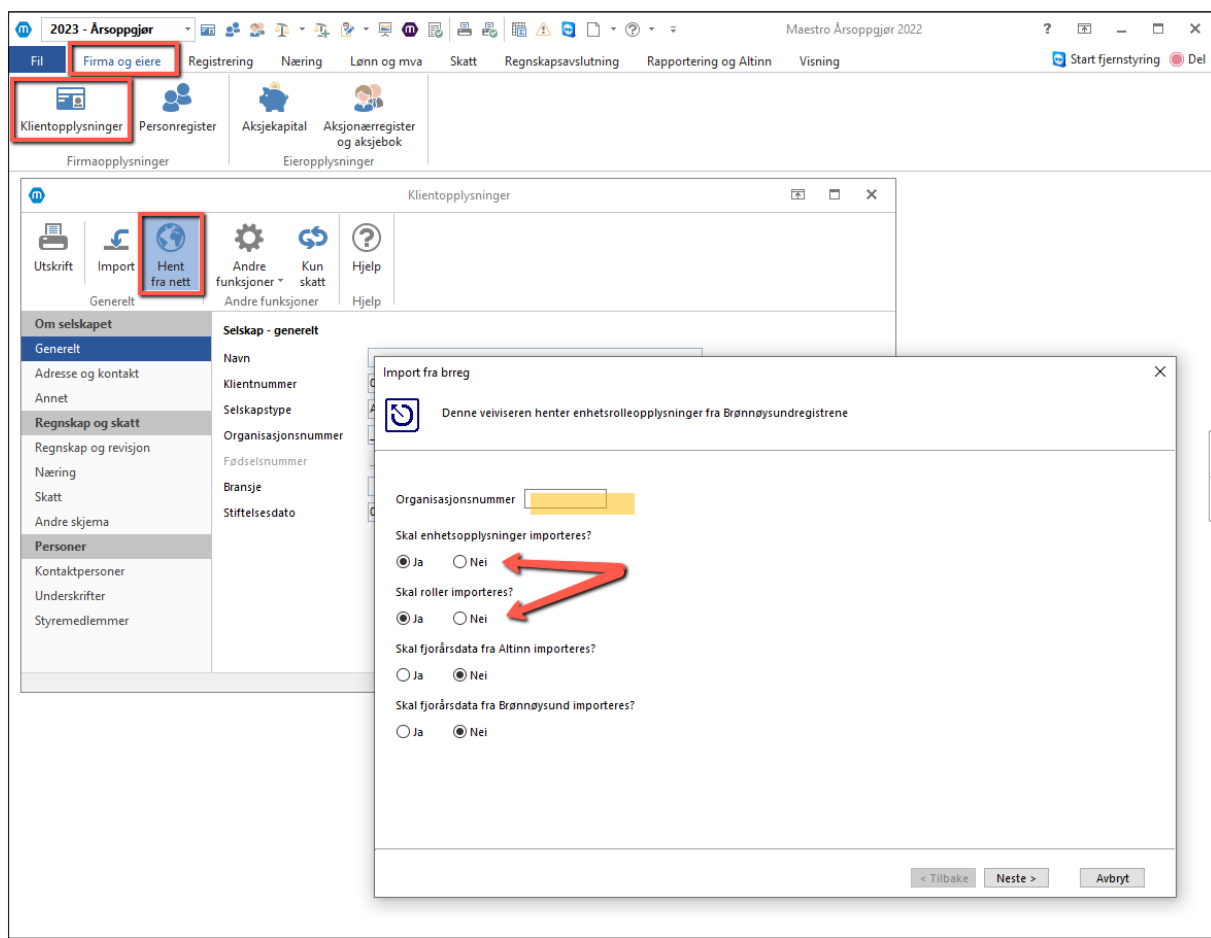 2023 - Årsoppgjør
Maestro Årsoppgjør 2022
Fil Firma og eiere Registrering Næring Lønn og mva Skatt Regnskapsavslutning Rapportering og Altinn Visning Start fjernstyring Del
Klientopplysninger Personregister Aksjekapital Aksjonærregister og aksjebok
Firmaopplysninger Eieropplysninger
Klientopplysninger
Utskrift Import Hent fra nett Andre funksjoner Kun skatt Hjelp
Generelt Andre funksjoner Hjelp
Om selskapet
Generelt
Adresse og kontakt
Annet
Regnskap og skatt
Regnskap og revisjon
Næring
Skatt
Andre skjema
Personer
Kontaktpersoner
Underskrifter
Styremedlemmer
Selskap - generelt
Navn
Klientnummer
Selskapstype
Organisasjonsnummer
Fødselsnummer
Bransje
Stiftelsesdato
Import fra brreg
Denne veiviseren henter enhetsrolleopplysninger fra Brønnøysundregistrene
Organisasjonsnummer
Skal enhetsopplysninger importeres?
Ja Nei
Skal roller importeres?
Ja Nei
Skal fjorårsdata fra Altinn importeres?
Ja Nei
Skal fjorårsdata fra Brønnøysund importeres?
Ja Nei
< Tilbake Neste > Avbryt